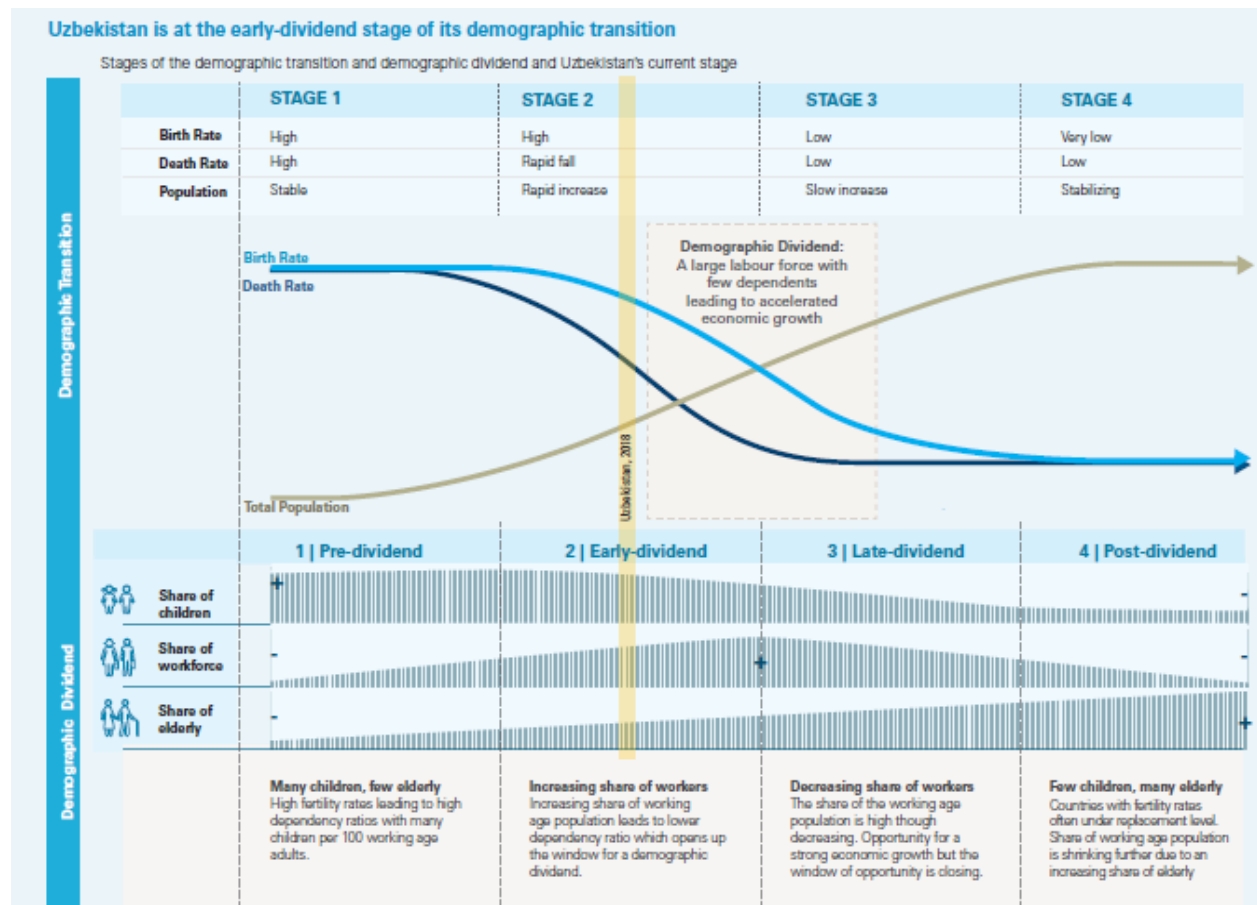 Uzbekistan is at the early-dividend stage of its demographic transition
Stages of the demographic transition and demographic dividend and Uzbekistan's current stage
Demographic Transition
STAGE 1
STAGE 2
STAGE 3
STAGE 4
Birth Rate
High
High
Low
Very low
Death Rate
High
Rapid fall
Low
Low
Population
Stable
Rapid increase
Slow increase
Stabilizing
Birth Rate
Death Rate
Demographic Dividend:
A large labour force with
few dependents
leading to accelerated
economic growth
Uzbekistan, 2018
Total Population
Demographic Dividend
1 | Pre-dividend
2 | Early-dividend
3 | Late-dividend
4 | Post-dividend
Share of
children
+
-
Share of
workforce
-
+
-
Share of
elderly
-
+
Many children, few elderly
High fertility rates leading to high
dependency ratios with many
children per 100 working age
adults.
Increasing share of workers
Increasing share of working
age population leads to lower
dependency ratio which opens up
the window for a demographic
dividend.
Decreasing share of workers
The share of the working age
population is high though
decreasing. Opportunity for a
strong economic growth but the
window of opportunity is closing.
Few children, many elderly
Countries with fertility rates
often under replacement level.
Share of working age population
is shrinking further due to an
increasing share of elderly